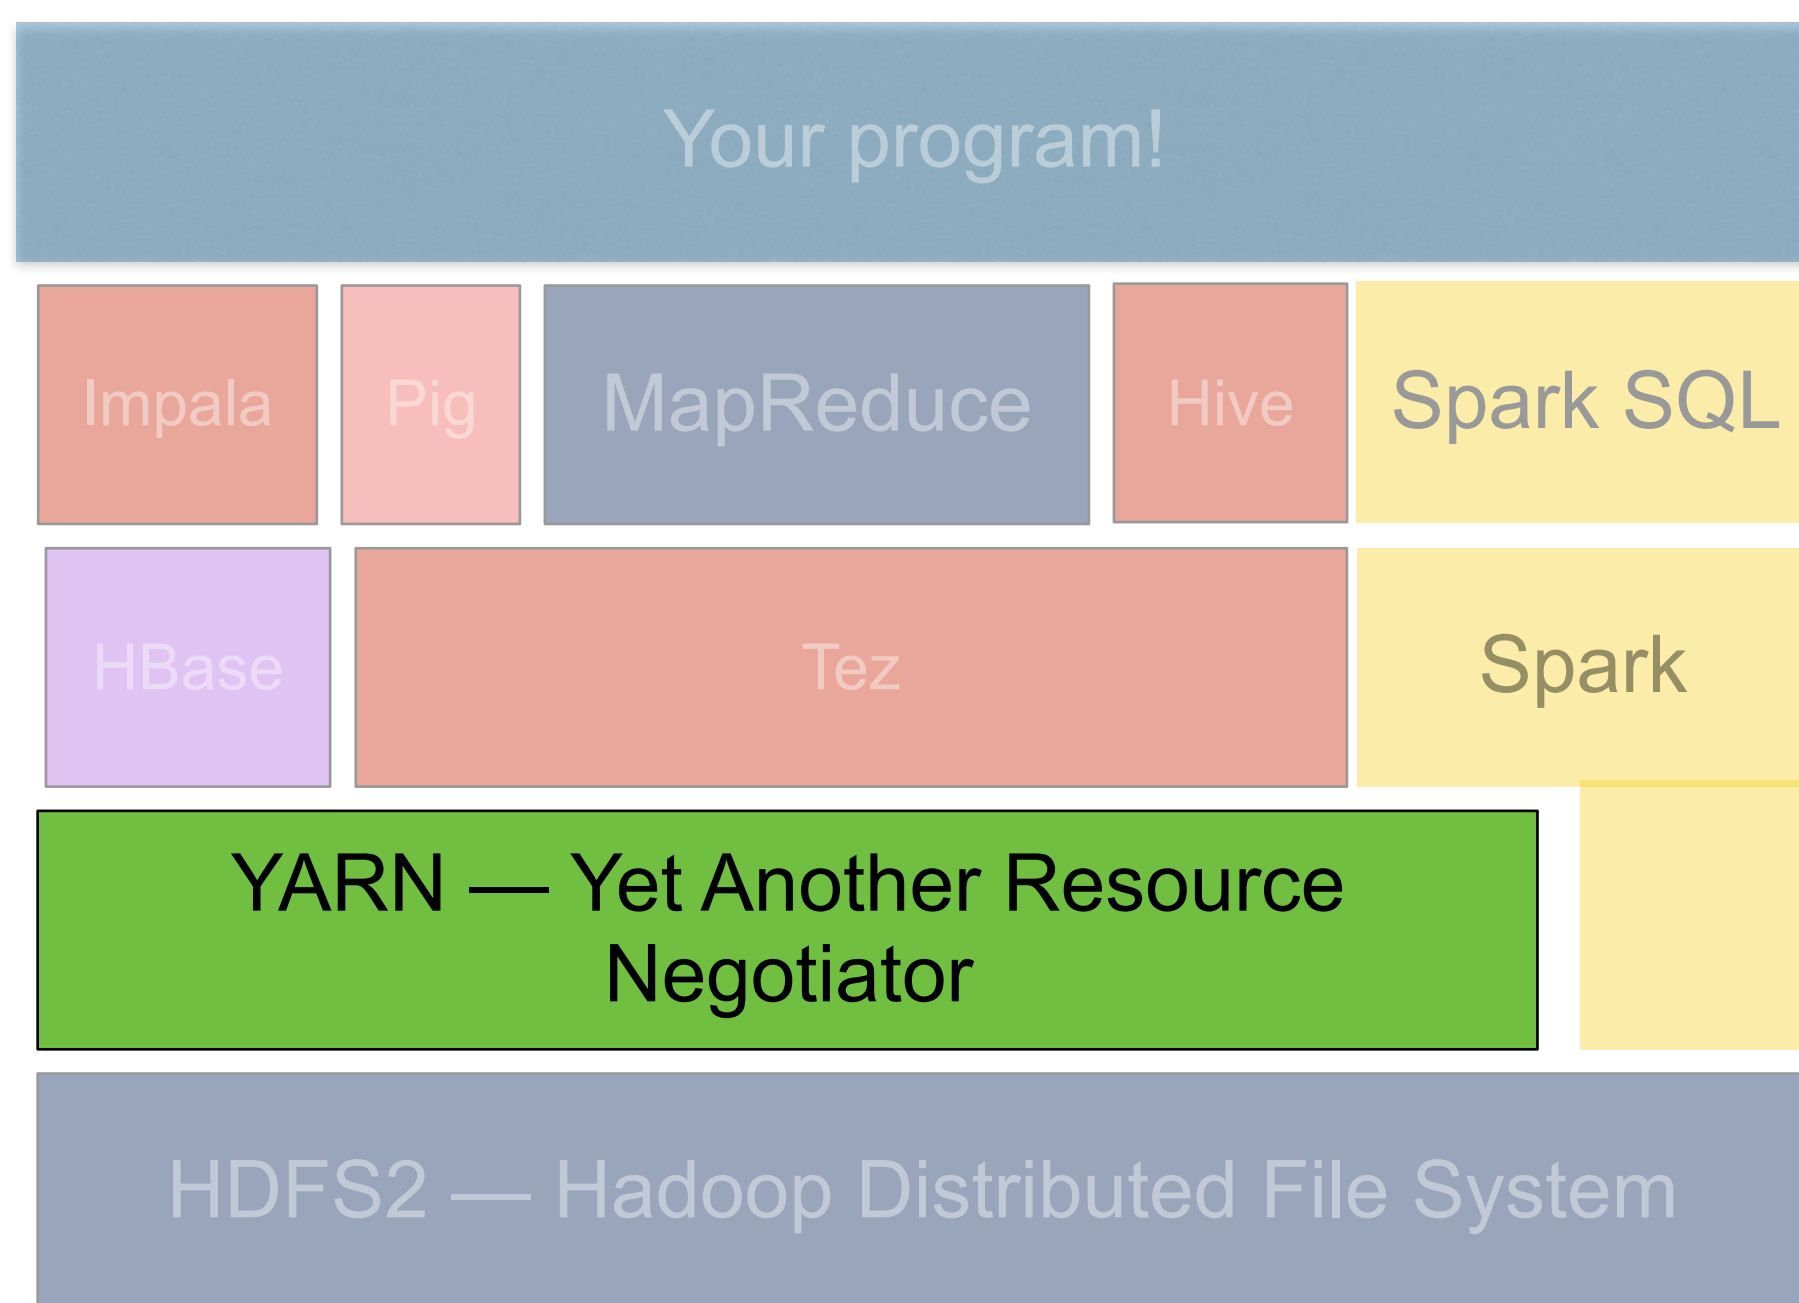 Your program!
Impala
Pig
MapReduce
Hive
Spark SQL
HBase
Tez
Spark
YARN — Yet Another Resource
Negotiator
HDFS2 — Hadoop Distributed File System